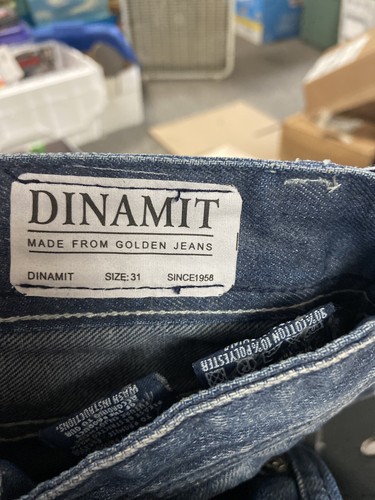 DINAMIT
MADE FROM GOLDEN JEANS
DINAMIT SIZE: 31 SINCE1958
90% COTTON 10% POLYESTER
WASH INSTRUCTIONS: